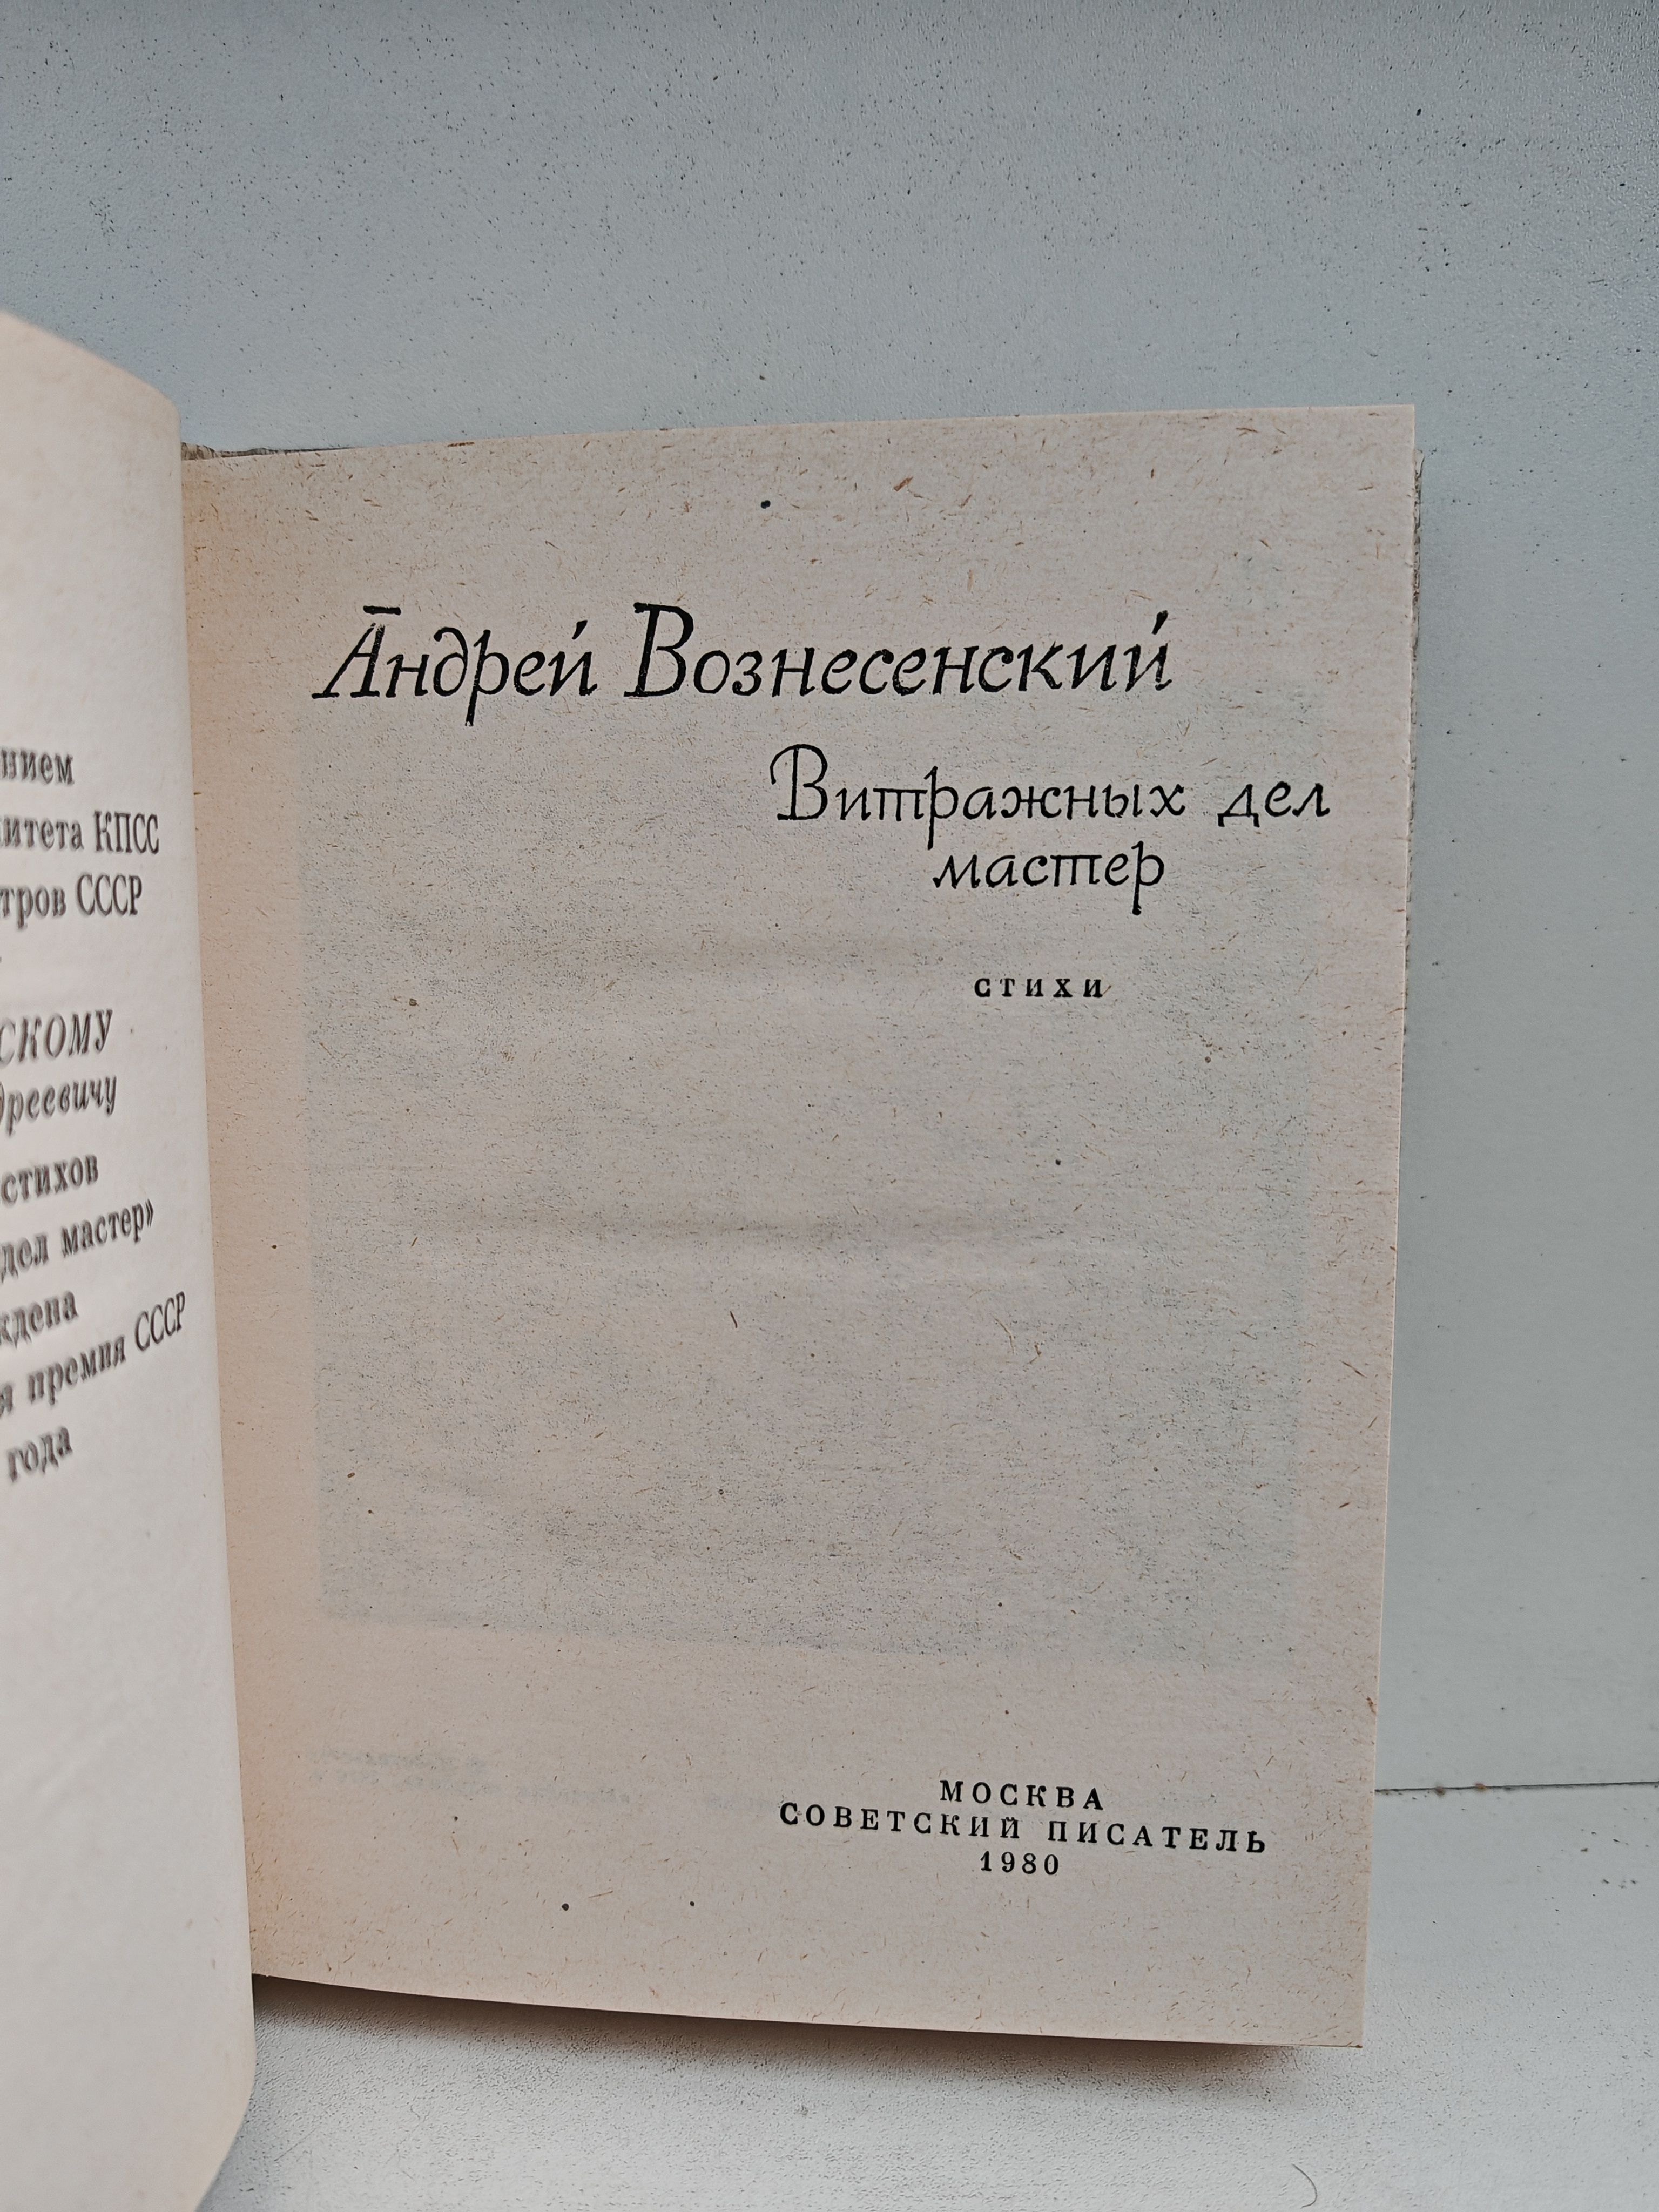 нием
итета КПСС
тров СССР
СКОМУ
дреевичу
стихов
дел мастер»
ждена
я премия СССР
года
Андрей Вознесенский
Витражных дел
мастер
СТИХИ
МОСКВА
СОВЕТСКИЙ ПИСАТЕЛЬ
1980